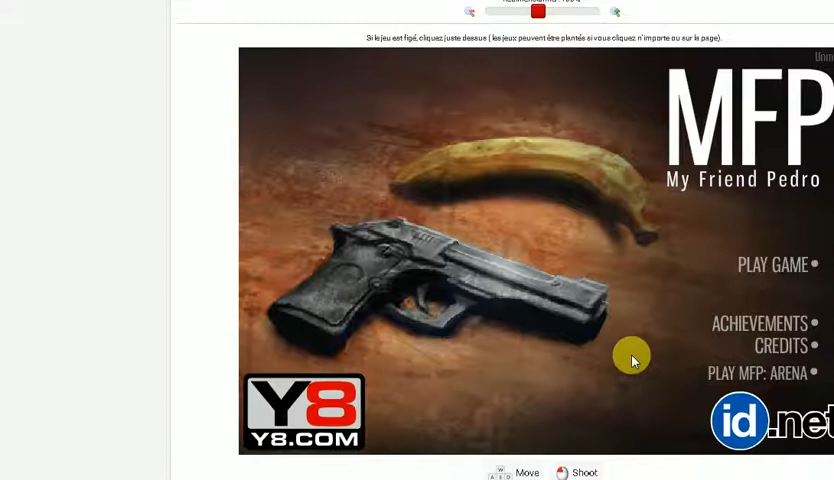 Si le jeu est figé, cliquez juste dessus ( les jeux peuvent être plantés si vous cliquez n'importe ou sur la page).
MFP
My Friend Pedro
PLAY GAME
ACHIEVEMENTS
CREDITS
PLAY MFP: ARENA
Y8
Y8.COM
id.net
W
A S D
Move
Shoot